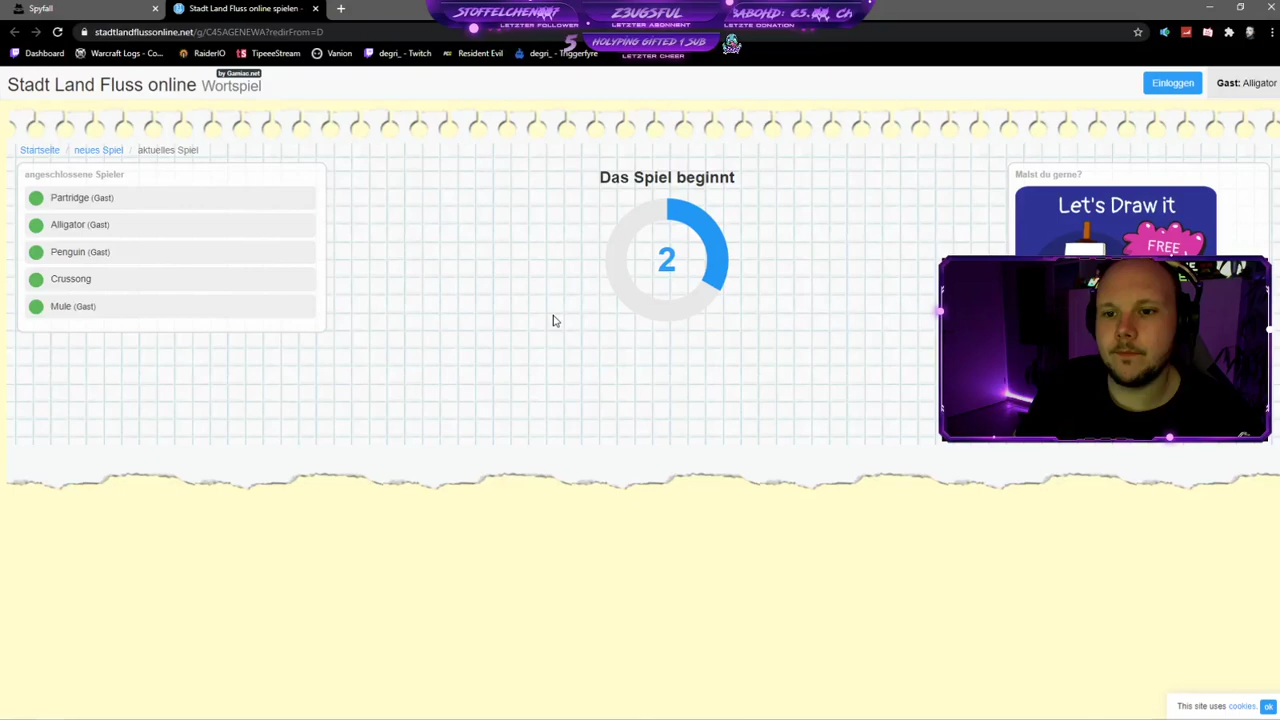 Spyfall
Stadt Land Fluss online spielen -
STOFFELCHEN
LETZTER FOLLOWER
Z3UGSFUL
LETZTER ABONNENT
LETZTE DONATION
HOLYPING GIFTED 1 SUB
LETZTER CHEER
stadtlandflussonline.net/g/C45AGENEWA?redirFrom=D
Dashboard
Warcraft Logs - Co...
RaiderIO
TipeeeStream
Vanion
degri_ - Twitch
Resident Evil
degri_ - Triggerfyre
by Gamiac.net
Stadt Land Fluss online Wortspiel
Einloggen
Gast: Alligator
Startseite / neues Spiel / aktuelles Spiel
angeschlossene Spieler
Partridge (Gast)
Alligator (Gast)
Penguin (Gast)
Crussong
Mule (Gast)
Das Spiel beginnt
2
Malst du gerne?
Let's Draw it
FREE
This site uses cookies. ok